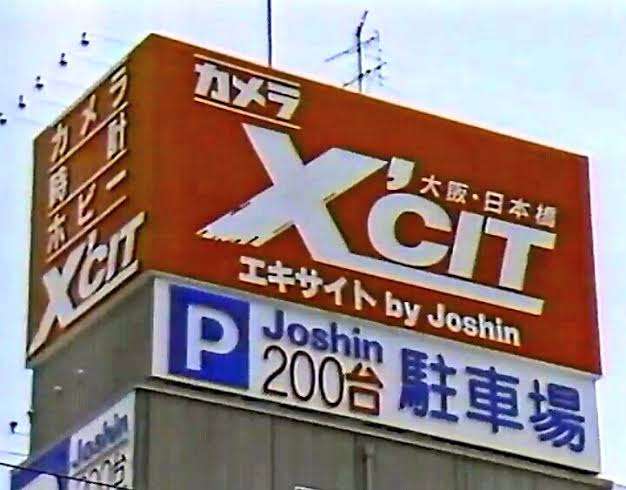 カメラ
時計
ホビー
X'CIT
カメラ
X'CIT
大阪・日本橋
エキサイト by Joshin
P
Joshin
200台
駐車場
Joshin